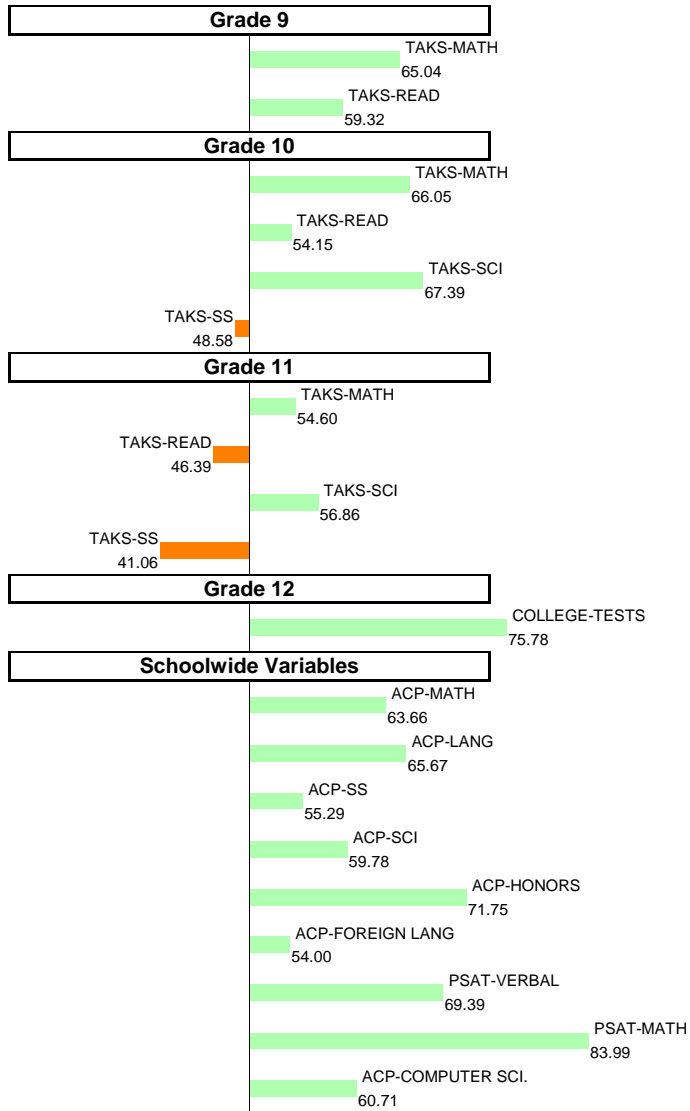 Grade 9
TAKS-MATH
65.04
TAKS-READ
59.32
Grade 10
TAKS-MATH
66.05
TAKS-READ
54.15
TAKS-SCI
67.39
TAKS-SS
48.58
Grade 11
TAKS-MATH
54.60
TAKS-READ
46.39
TAKS-SCI
56.86
TAKS-SS
41.06
Grade 12
COLLEGE-TESTS
75.78
Schoolwide Variables
ACP-MATH
63.66
ACP-LANG
65.67
ACP-SS
55.29
ACP-SCI
59.78
ACP-HONORS
71.75
ACP-FOREIGN LANG
54.00
PSAT-VERBAL
69.39
PSAT-MATH
83.99
ACP-COMPUTER SCI.
60.71